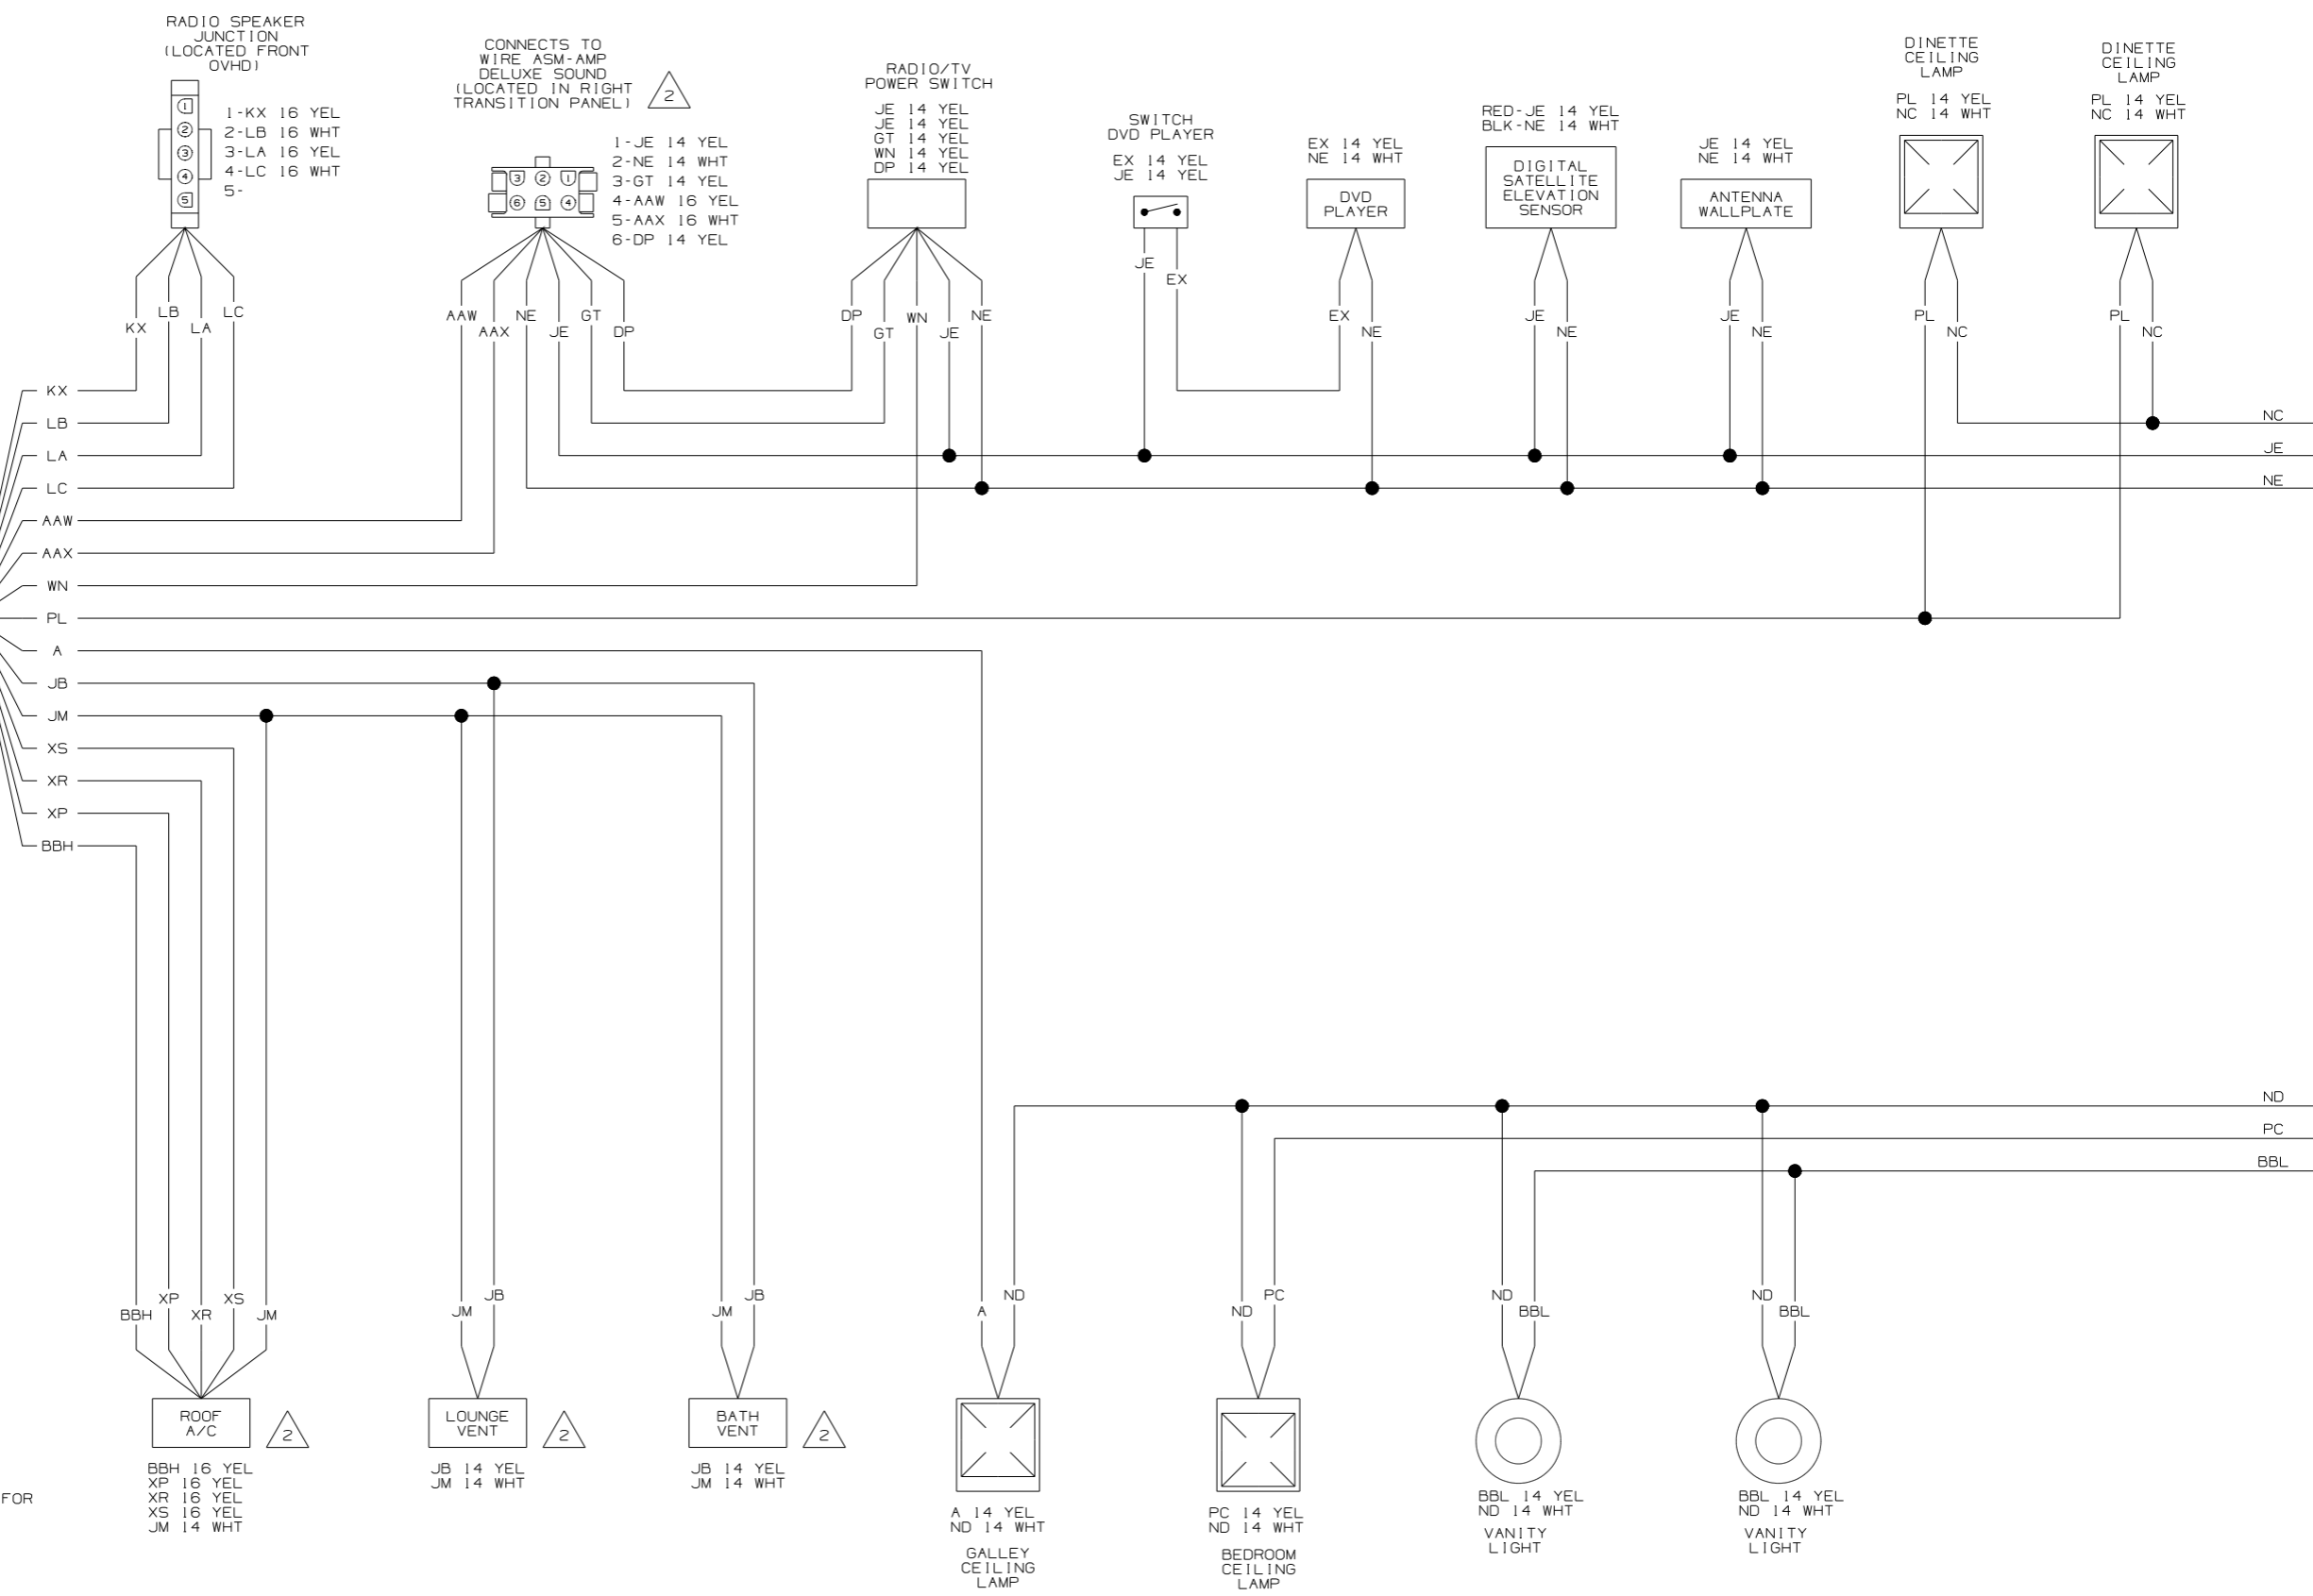 RADIO SPEAKER
JUNCTION
(LOCATED FRONT
OVHD)
1
2
3
4
5
1-KX 16 YEL
2-LB 16 WHT
3-LA 16 YEL
4-LC 16 WHT
5-
CONNECTS TO
WIRE ASM-AMP
DELUXE SOUND
(LOCATED IN RIGHT
TRANSITION PANEL)
2
3 2 1
6 5 4
1-JE 14 YEL
2-NE 14 WHT
3-GT 14 YEL
4-AAW 16 YEL
5-AAX 16 WHT
6-DP 14 YEL
RADIO/TV
POWER SWITCH
JE 14 YEL
JE 14 YEL
GT 14 YEL
WN 14 YEL
DP 14 YEL
SWITCH
DVD PLAYER
EX 14 YEL
JE 14 YEL
EX 14 YEL
NE 14 WHT
DVD
PLAYER
RED-JE 14 YEL
BLK-NE 14 WHT
DIGITAL
SATELLITE
ELEVATION
SENSOR
JE 14 YEL
NE 14 WHT
ANTENNA
WALLPLATE
DINETTE
CEILING
LAMP
PL 14 YEL
NC 14 WHT
DINETTE
CEILING
LAMP
PL 14 YEL
NC 14 WHT
KX
LB
LA
LC
AAW
AAX
NE
JE
GT
DP
DP
GT
WN
JE
NE
JE
EX
EX
NE
JE
NE
JE
NE
PL
NC
PL
NC
KX
LB
LA
LC
AAW
AAX
WN
PL
A
JB
JM
XS
XR
XP
BBH
NC
JE
NE
ND
PC
BBL
BBH
XP
XR
XS
JM
JM
JB
JM
JB
A
ND
ND
PC
ND
BBL
ND
BBL
ROOF
A/C
2
BBH 16 YEL
XP 16 YEL
XR 16 YEL
XS 16 YEL
JM 14 WHT
LOUNGE
VENT
2
JB 14 YEL
JM 14 WHT
BATH
VENT
2
JB 14 YEL
JM 14 WHT
A 14 YEL
ND 14 WHT
GALLEY
CEILING
LAMP
PC 14 YEL
ND 14 WHT
BEDROOM
CEILING
LAMP
BBL 14 YEL
ND 14 WHT
VANITY
LIGHT
BBL 14 YEL
ND 14 WHT
VANITY
LIGHT
FOR